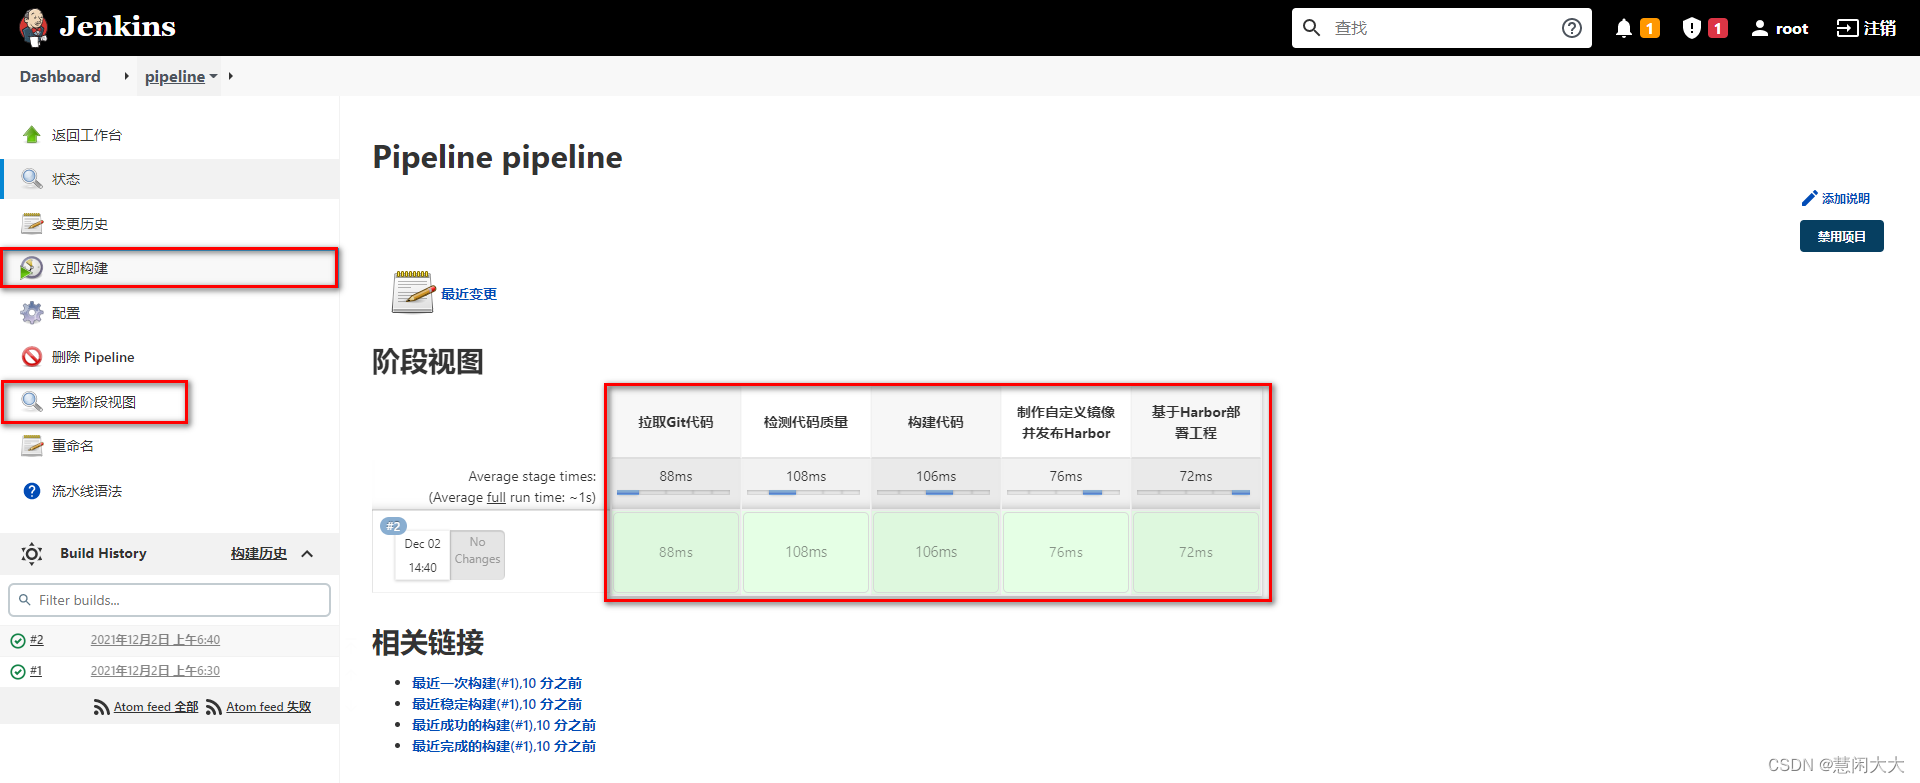 Jenkins
查找
1
1
root
注销
Dashboard
pipeline
返回工作台
状态
变更历史
立即构建
配置
删除 Pipeline
完整阶段视图
重命名
流水线语法
Build History
构建历史
Filter builds...
#2
2021年12月2日 上午6:40
#1
2021年12月2日 上午6:30
Atom feed 全部
Atom feed 失败
Pipeline pipeline
添加说明
禁用项目
最近变更
阶段视图
拉取Git代码
检测代码质量
构建代码
制作自定义镜像
并发布Harbor
基于Harbor部
署工程
Average stage times:
(Average full run time: ~1s)
88ms
108ms
106ms
76ms
72ms
#2
Dec 02
14:40
No
Changes
88ms
108ms
106ms
76ms
72ms
相关链接
最近一次构建(#1),10 分之前
最近稳定构建(#1),10 分之前
最近成功的构建(#1),10 分之前
最近完成的构建(#1),10 分之前
CSDN @慧闲大大